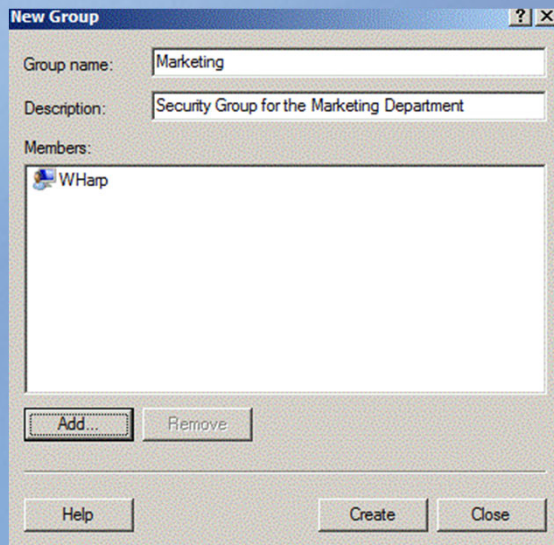 New Group
Group name: Marketing
Description: Security Group for the Marketing Department
Members:
WHarp
Add... Remove
Help Create Close